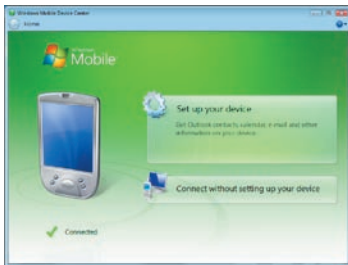 Windows Mobile Device Center
Home
Windows
Mobile
Set up your device
Get Outlook contacts, calendar, e-mail and other
information on your device.
Connect without setting up your device
Connected